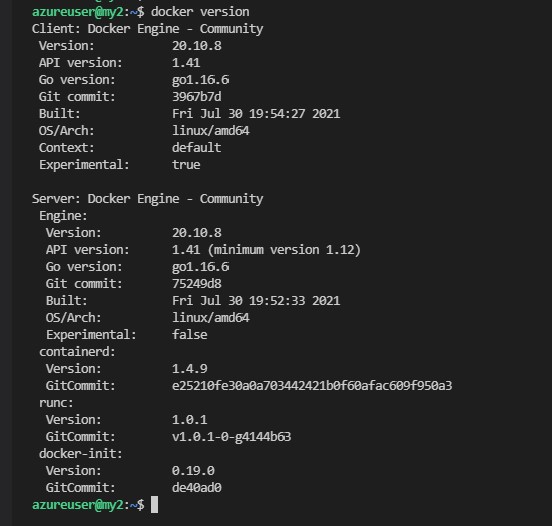 azureuser@my2:~$ docker version
Client: Docker Engine - Community
 Version:           20.10.8
 API version:       1.41
 Go version:        go1.16.6
 Git commit:        3967b7d
 Built:             Fri Jul 30 19:54:27 2021
 OS/Arch:           linux/amd64
 Context:           default
 Experimental:      true

Server: Docker Engine - Community
 Engine:
  Version:          20.10.8
  API version:      1.41 (minimum version 1.12)
  Go version:       go1.16.6
  Git commit:       75249d8
  Built:            Fri Jul 30 19:52:33 2021
  OS/Arch:          linux/amd64
  Experimental:     false
 containerd:
  Version:          1.4.9
  GitCommit:        e25210fe30a0a703442421b0f60afac609f950a3
 runc:
  Version:          1.0.1
  GitCommit:        v1.0.1-0-g4144b63
 docker-init:
  Version:          0.19.0
  GitCommit:        de40ad0
azureuser@my2:~$